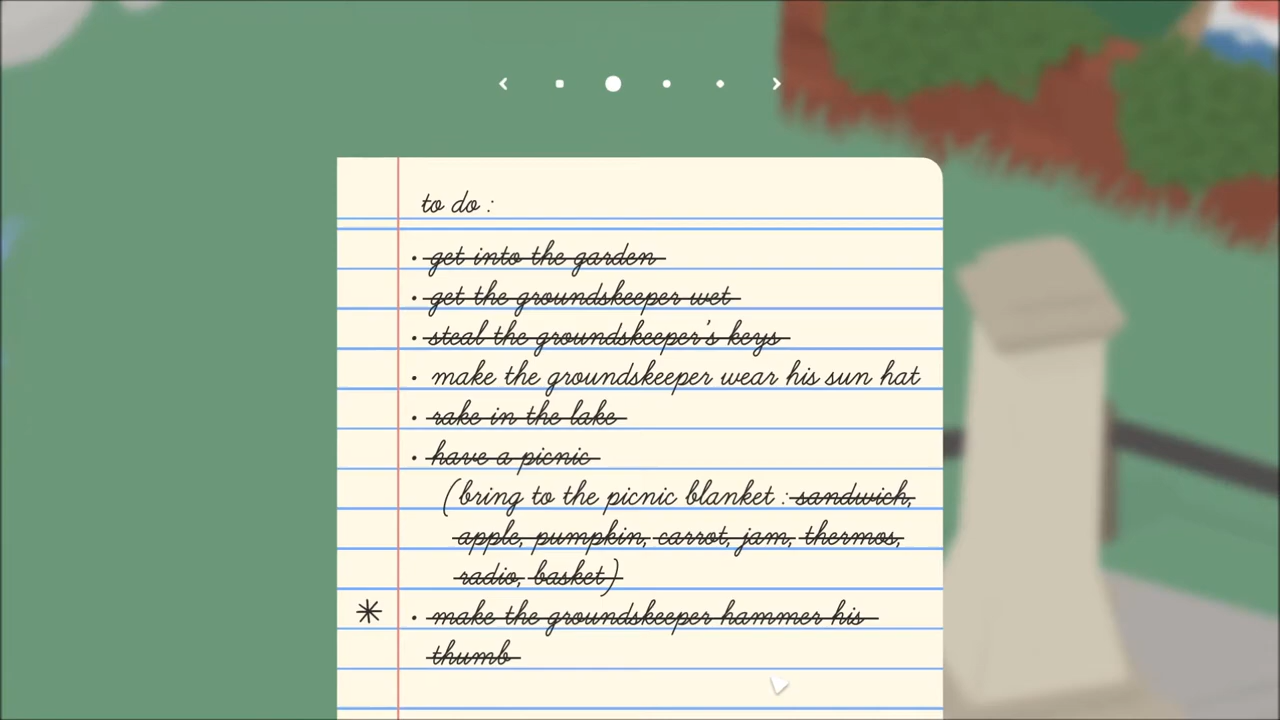 to do :
• get into the garden
• get the groundskeeper wet
• steal the groundskeeper's keys
• make the groundskeeper wear his sun hat
• rake in the lake
• have a picnic
(bring to the picnic blanket : sandwich,
apple, pumpkin, carrot, jam, thermos,
radio, basket)
• make the groundskeeper hammer his
thumb